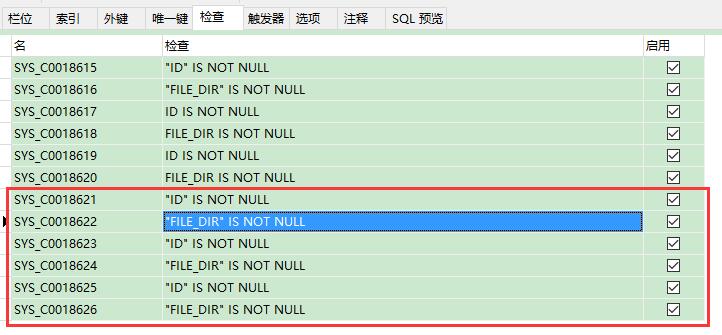 栏位 索引 外键 唯一键 检查 触发器 选项 注释 SQL 预览
名 检查 启用
SYS_C0018615 "ID" IS NOT NULL
SYS_C0018616 "FILE_DIR" IS NOT NULL
SYS_C0018617 ID IS NOT NULL
SYS_C0018618 FILE_DIR IS NOT NULL
SYS_C0018619 ID IS NOT NULL
SYS_C0018620 FILE_DIR IS NOT NULL
SYS_C0018621 "ID" IS NOT NULL
SYS_C0018622 "FILE_DIR" IS NOT NULL
SYS_C0018623 "ID" IS NOT NULL
SYS_C0018624 "FILE_DIR" IS NOT NULL
SYS_C0018625 "ID" IS NOT NULL
SYS_C0018626 "FILE_DIR" IS NOT NULL